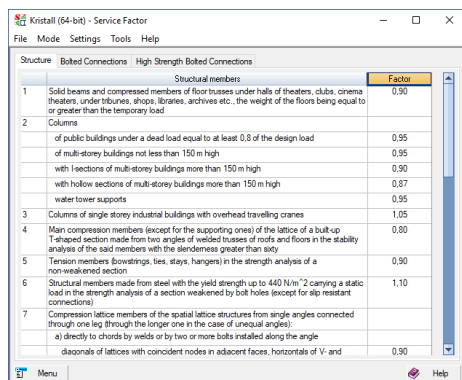 Kristall (64-bit) - Service Factor
File Mode Settings Tools Help
Structure Bolted Connections High Strength Bolted Connections
Structural members Factor
1 Solid beams and compressed members of floor trusses under halls of theaters, clubs, cinema 0,90
theaters, under tribunes, shops, libraries, archives etc., the weight of the floors being equal to
or greater than the temporary load
2 Columns
of public buildings under a dead load equal to at least 0,8 of the design load 0,95
of multi-storey buildings not less than 150 m high 0,95
with I-sections of multi-storey buildings more than 150 m high 0,90
with hollow sections of multi-storey buildings more than 150 m high 0,87
water tower supports 0,95
3 Columns of single storey industrial buildings with overhead travelling cranes 1,05
4 Main compression members (except for the supporting ones) of the lattice of a built-up 0,80
T-shaped section made from two angles of welded trusses of roofs and floors in the stability
analysis of the said members with the slenderness greater than sixty
5 Tension members (bowstrings, ties, stays, hangers) in the strength analysis of a 0,90
non-weakened section
6 Structural members made from steel with the yield strength up to 440 N/m^2 carrying a static 1,10
load in the strength analysis of a section weakened by bolt holes (except for slip resistant
connections)
7 Compression lattice members of the spatial lattice structures from single angles connected
through one leg (through the longer one in the case of unequal angles):
a) directly to chords by welds or by two or more bolts installed along the angle
diagonals of lattices with coincident nodes in adjacent faces, horizontals of V- and 0,90
Menu Help